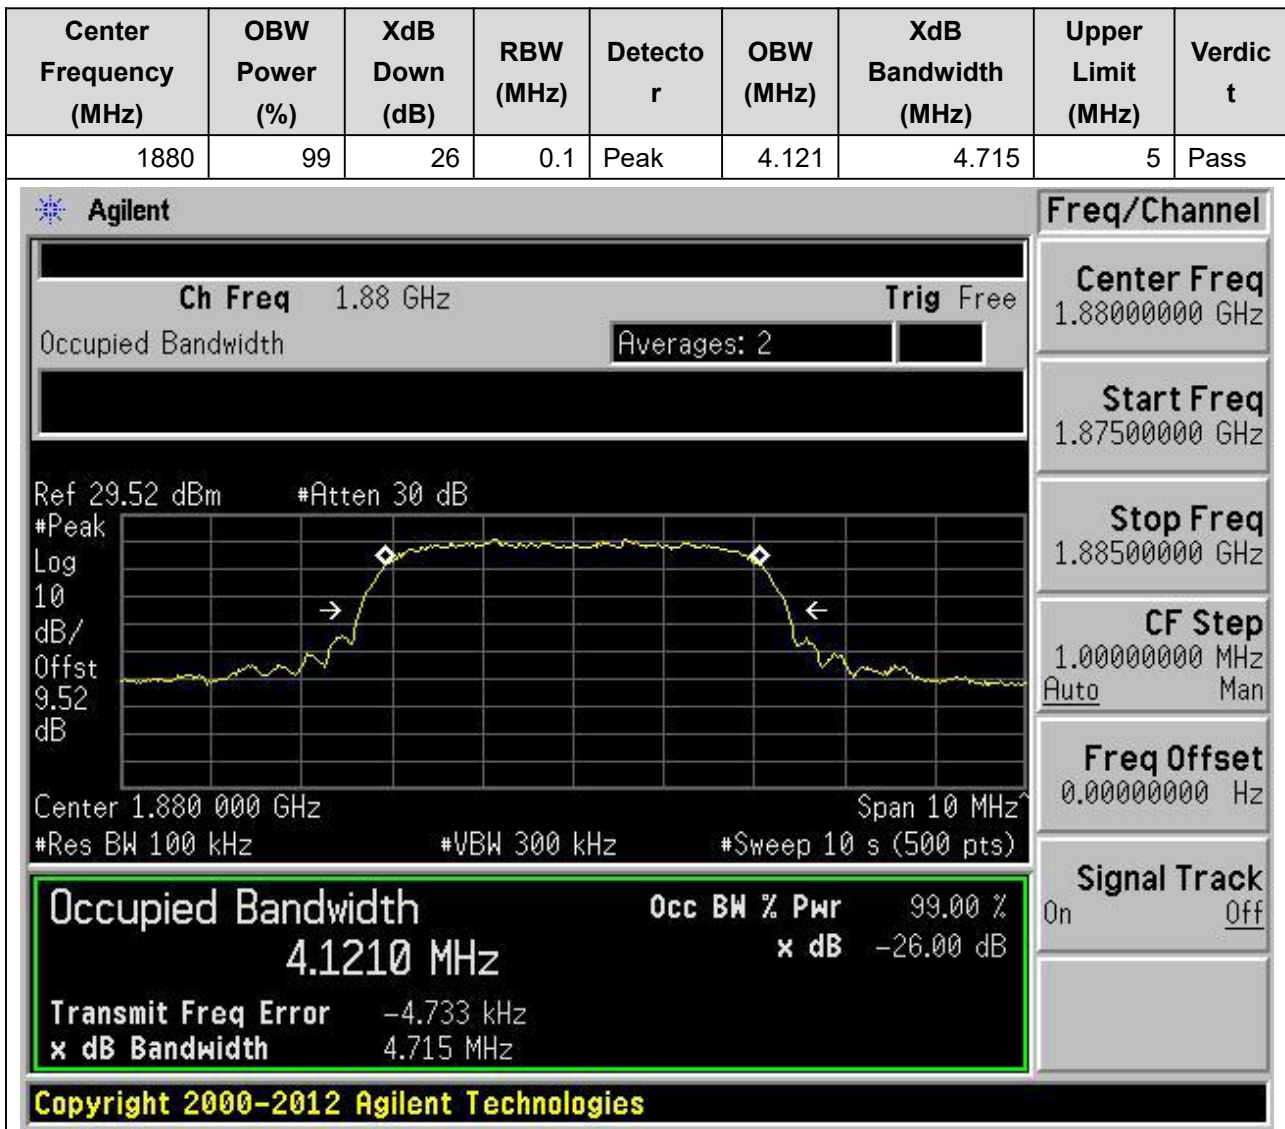 Center Frequency (MHz) OBW Power (%) XdB Down (dB) RBW (MHz) Detecto r OBW (MHz) XdB Bandwidth (MHz) Upper Limit (MHz) Verdic t
1880 99 26 0.1 Peak 4.121 4.715 5 Pass
Agilent
Freq/Channel
Ch Freq 1.88 GHz Trig Free
Occupied Bandwidth Averages: 2
Ref 29.52 dBm #Atten 30 dB
#Peak
Log
10
dB/
Offst
9.52
dB
Center 1.880 000 GHz Span 10 MHz^
#Res BW 100 kHz #VBW 300 kHz #Sweep 10 s (500 pts)
Occupied Bandwidth
4.1210 MHz
Occ BW % Pwr 99.00 %
x dB -26.00 dB
Transmit Freq Error -4.733 kHz
x dB Bandwidth 4.715 MHz
Center Freq
1.88000000 GHz
Start Freq
1.87500000 GHz
Stop Freq
1.88500000 GHz
CF Step
1.00000000 MHz
Auto Man
Freq Offset
0.00000000 Hz
Signal Track
On Off
Copyright 2000-2012 Agilent Technologies